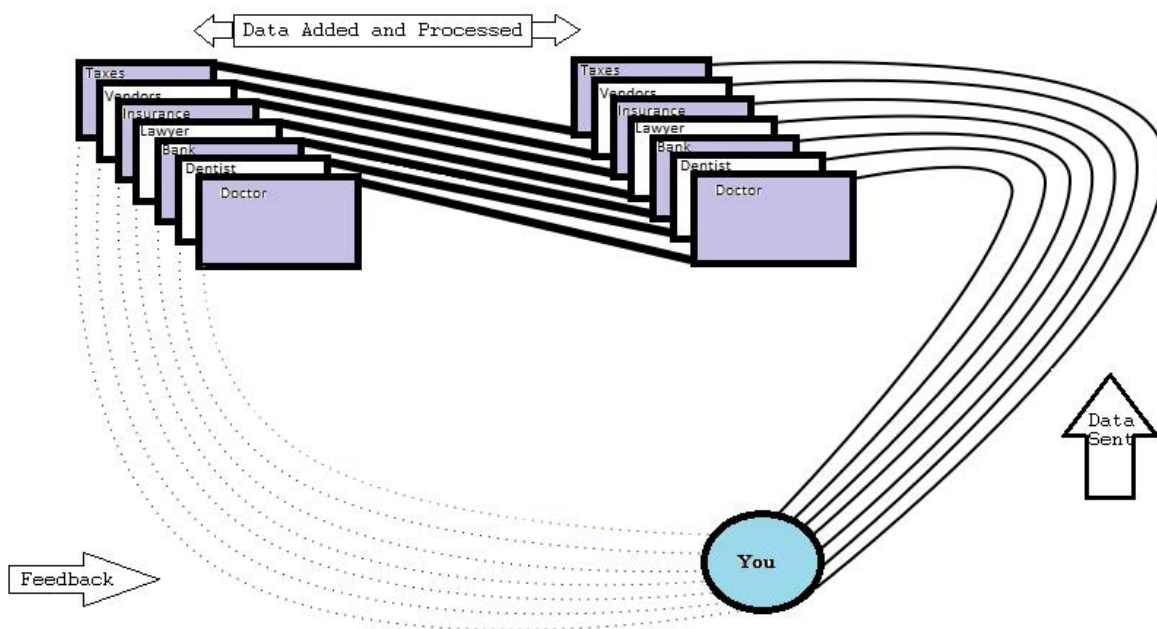 Data Added and Processed
Taxes
Vendors
Insurance
Lawyer
Bank
Dentist
Doctor
Taxes
Vendors
Insurance
Lawyer
Bank
Dentist
Doctor
Data
Sent
You
Feedback